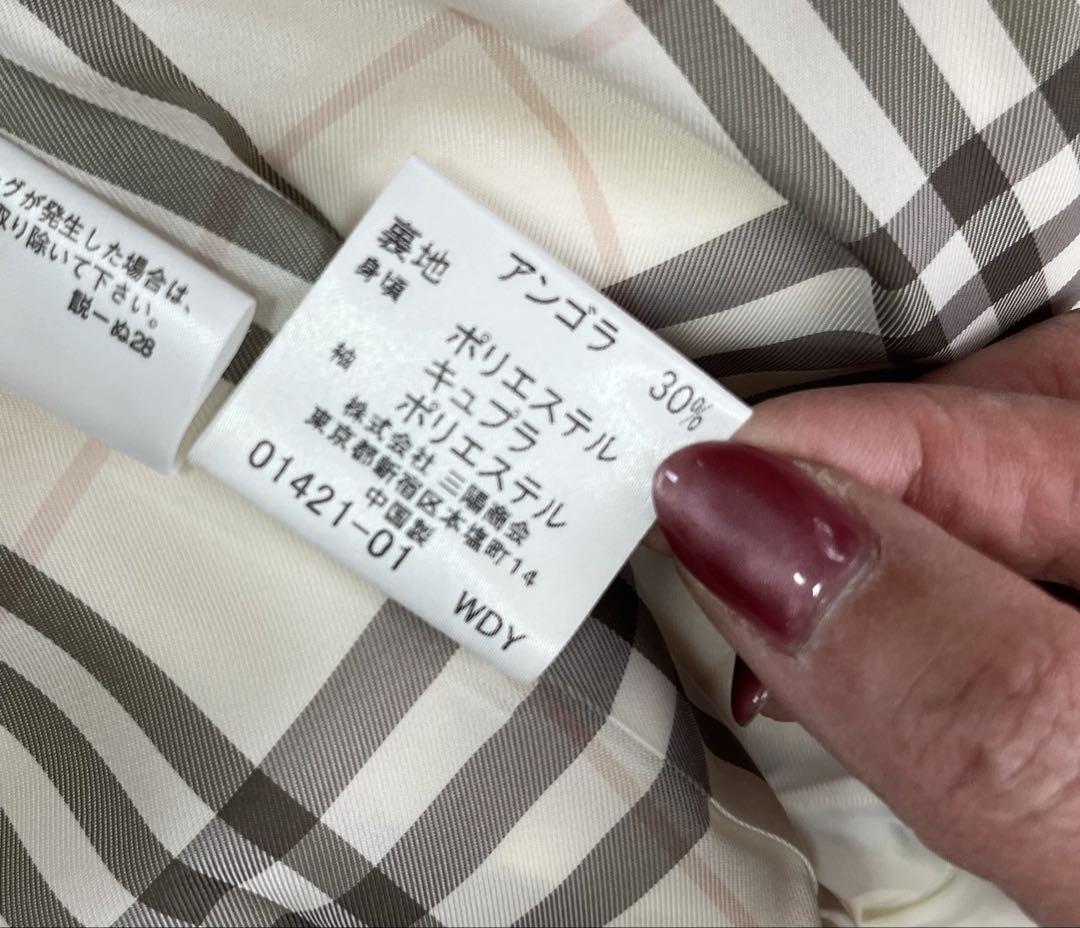 グが発生した場合は、
取り除いて下さい。
説ーぬ28
アンゴラ 30%
裏地
身頃 ポリエステル
キュプラ
袖 ポリエステル
株式会社 三陽商会
東京都新宿区本塩町14
中国製
01421-01 WDY